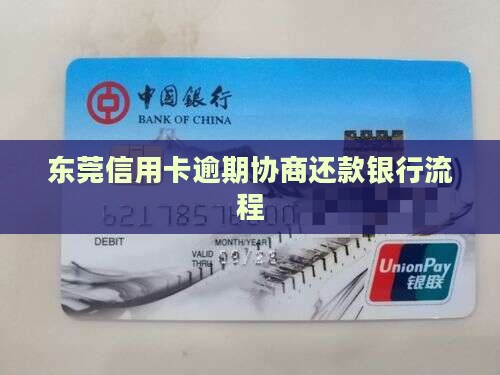 中国银行
BANK OF CHINA
东莞信用卡逾期协商还款银行流
程
DEBIT
MONTH/YEAR
VALID
THRU
UnionPay
银联